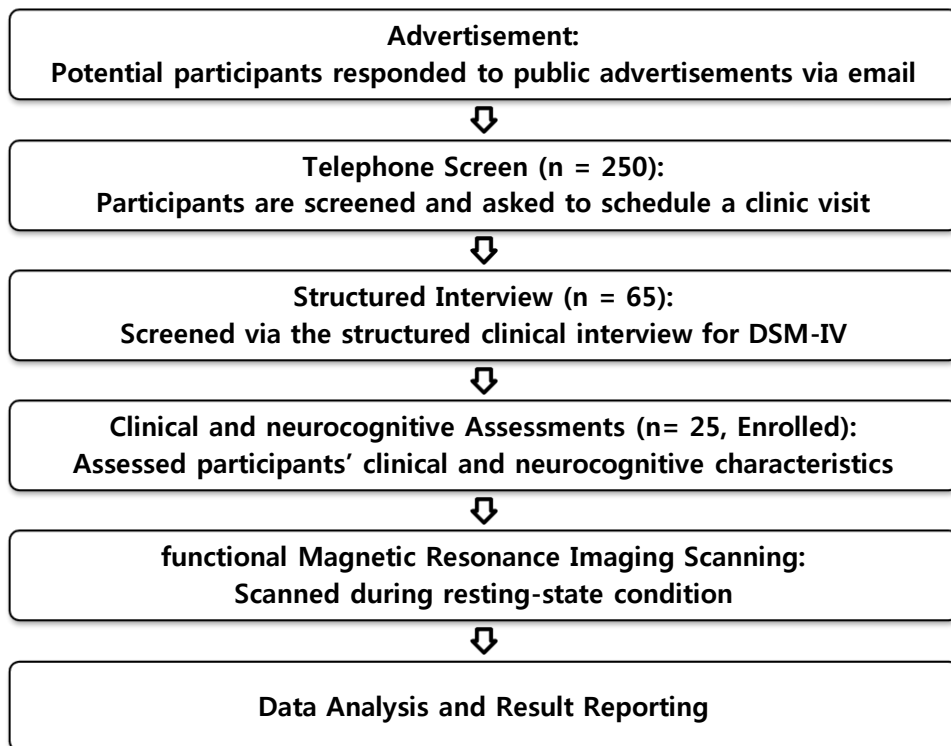 Advertisement:
Potential participants responded to public advertisements via email
Telephone Screen (n = 250):
Participants are screened and asked to schedule a clinic visit
Structured Interview (n = 65):
Screened via the structured clinical interview for DSM-IV
Clinical and neurocognitive Assessments (n= 25, Enrolled):
Assessed participants’ clinical and neurocognitive characteristics
functional Magnetic Resonance Imaging Scanning:
Scanned during resting-state condition
Data Analysis and Result Reporting